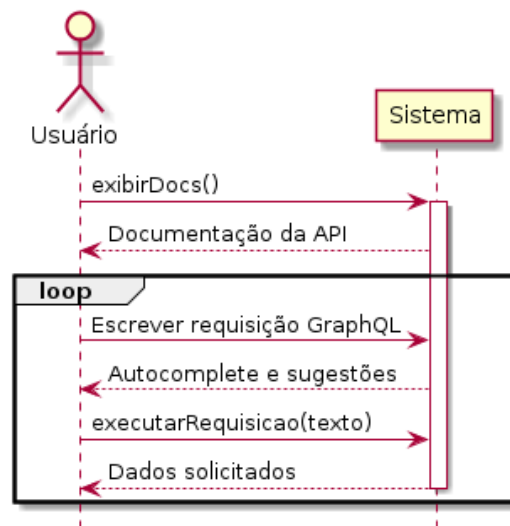 Usuário
Sistema
exibirDocs()
Documentação da API
loop
Escrever requisição GraphQL
Autocomplete e sugestões
executarRequisicao(texto)
Dados solicitados